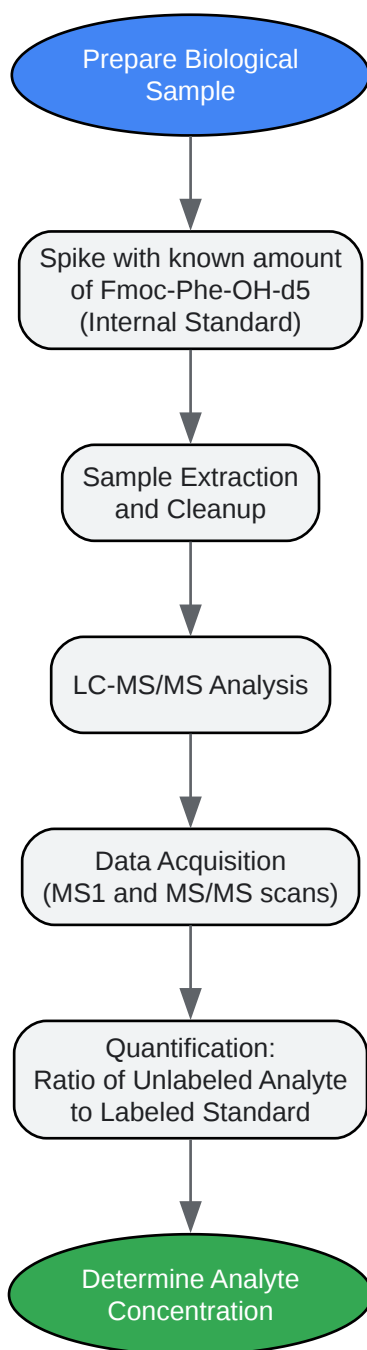 Prepare Biological
Sample
Spike with known amount
of Fmoc-Phe-OH-d5
(Internal Standard)
Sample Extraction
and Cleanup
LC-MS/MS Analysis
Data Acquisition
(MS1 and MS/MS scans)
Quantification:
Ratio of Unlabeled Analyte
to Labeled Standard
Determine Analyte
Concentration